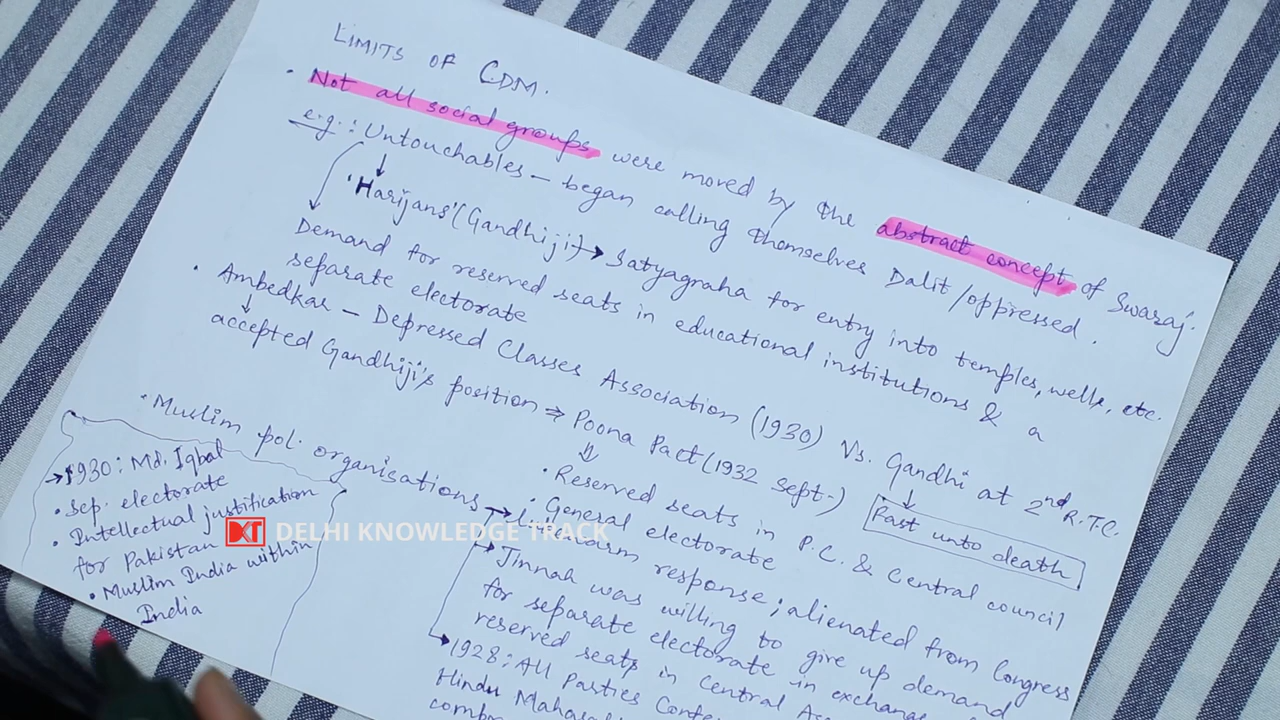 LIMITS OF CDM.
• Not all social groups were moved by the abstract concept of Swaraj.
e.g.: Untouchables – began calling themselves Dalit/oppressed.
'Harijans' (Gandhiji) → Satyagraha for entry into temples, wells, etc.
Demand for reserved seats in educational institutions & a
separate electorate
• Ambedkar – Depressed Classes Association (1930) Vs. Gandhi at 2nd R.T.C.
accepted Gandhiji's position ⇒ Poona Pact (1932 Sept.)
Fast unto death
• Reserved seats in P.C. & Central council
• General electorate
• Muslim pol. organisations → Lukewarm response; alienated from Congress
→ Jinnah was willing to give up demand
for separate electorate in exchange
reserved seats in Central
→ 1928: All Parties
Hindu
→ 1930: Md. Iqbal
• Sep. electorate
• Intellectual justification
for Pakistan
• Muslim India within
India
DELHI KNOWLEDGE TRACK